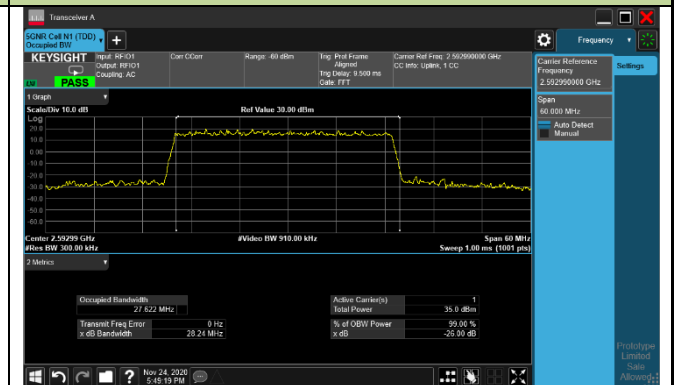 Transceiver A
5GNR Cell N1 (TDD)
Occupied BW
+
Frequency
KEYSIGHT
Input: RFIO1
Output: RFIO1
Coupling: AC
Corr CCorr
Range: -60 dBm
Trig: Prot Frame
Aligned
Trig Delay: 9.500 ms
Gate: FFT
Carrier Ref Freq: 2.592990000 GHz
CC Info: Uplink, 1 CC
PASS
Carrier Reference
Frequency
2.592990000 GHz
Settings
Span
60.000 MHz
Auto Detect
Manual
1 Graph
Scale/Div 10.0 dB
Ref Value 30.00 dBm
Log
20.0
10.0
0.00
-10.0
-20.0
-30.0
-40.0
-50.0
-60.0
Center 2.59299 GHz
#Video BW 910.00 kHz
Span 60 MHz
#Res BW 300.00 kHz
Sweep 1.00 ms (1001 pts)
2 Metrics
Occupied Bandwidth
27.622 MHz
Active Carrier(s) 1
Total Power 35.0 dBm
Transmit Freq Error 0 Hz
x dB Bandwidth 28.24 MHz
% of OBW Power 99.00 %
x dB -26.00 dB
Prototype
Limited
Sale
Allowed
?
Nov 24, 2020
5:49:19 PM